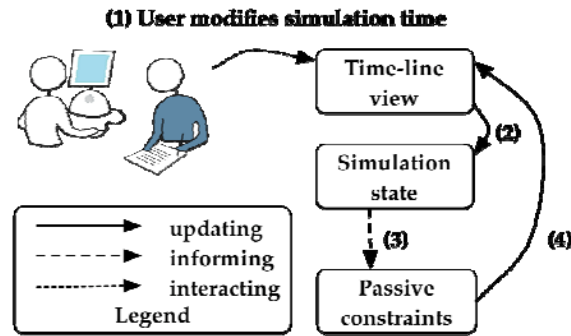 (1) User modifies simulation time
Time-line
view
(2)
Simulation
state
(3)
(4)
Passive
constraints
updating
informing
interacting
Legend